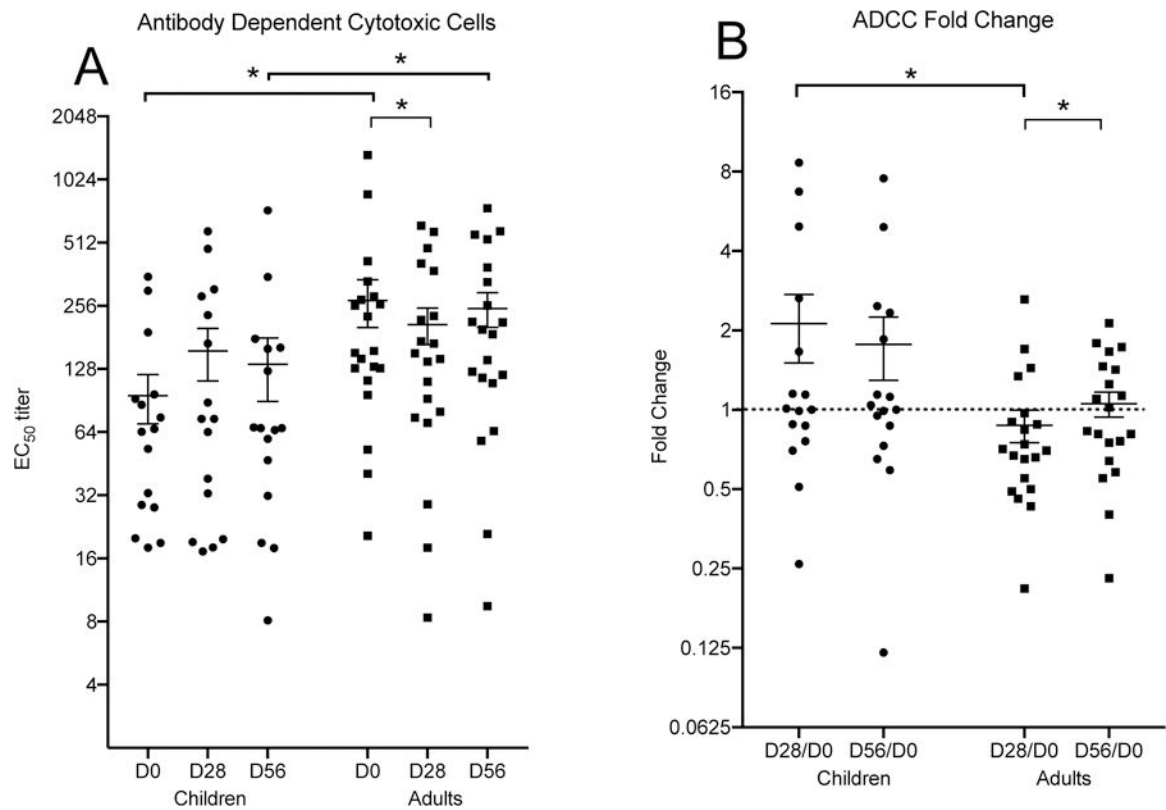 Antibody Dependent Cytotoxic Cells
A
*
*
*
2048
1024
512
256
128
64
32
16
8
4
EC50 titer
D0 D28 D56 D0 D28 D56
Children Adults
ADCC Fold Change
B
*
*
16
8
4
2
1
0.5
0.25
0.125
0.0625
Fold Change
D28/D0 D56/D0 D28/D0 D56/D0
Children Adults